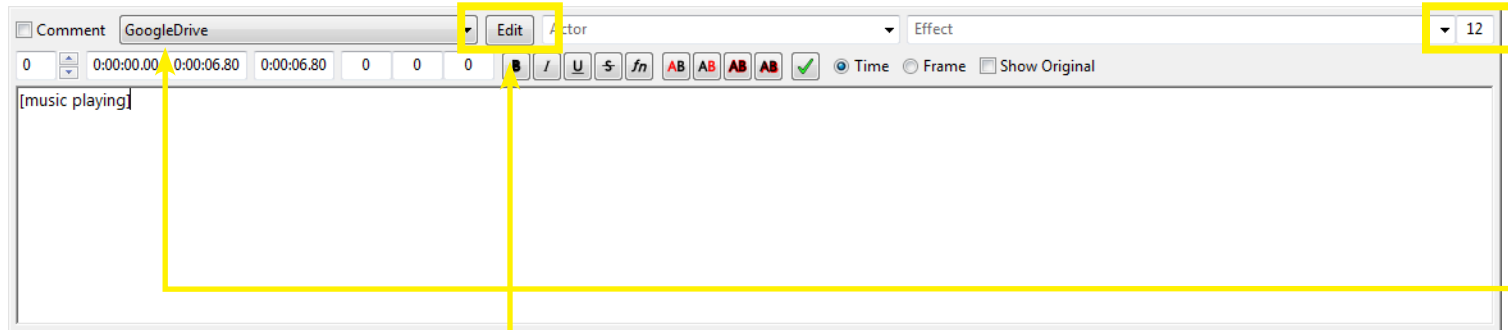 Comment GoogleDrive Edit Actor Effect 12
0 0:00:00.00 0:00:06.80 0:00:06.80 0 0 0 B I U S fn AB AB AB AB Time Frame Show Original
[music playing]